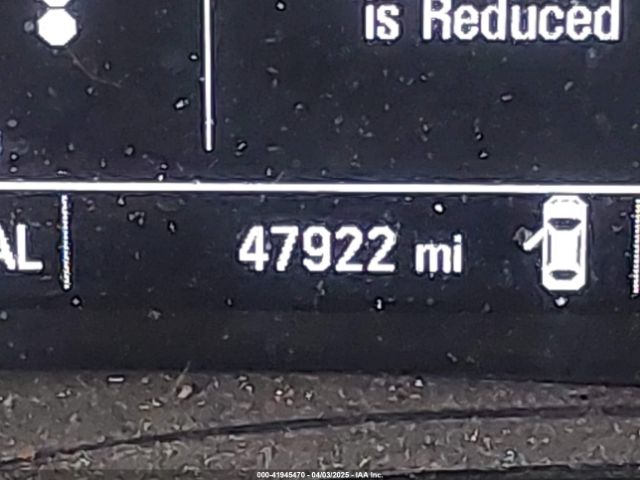 is Reduced
AL
47922 mi
000-41945470 - 04/03/2025 - IAA Inc.